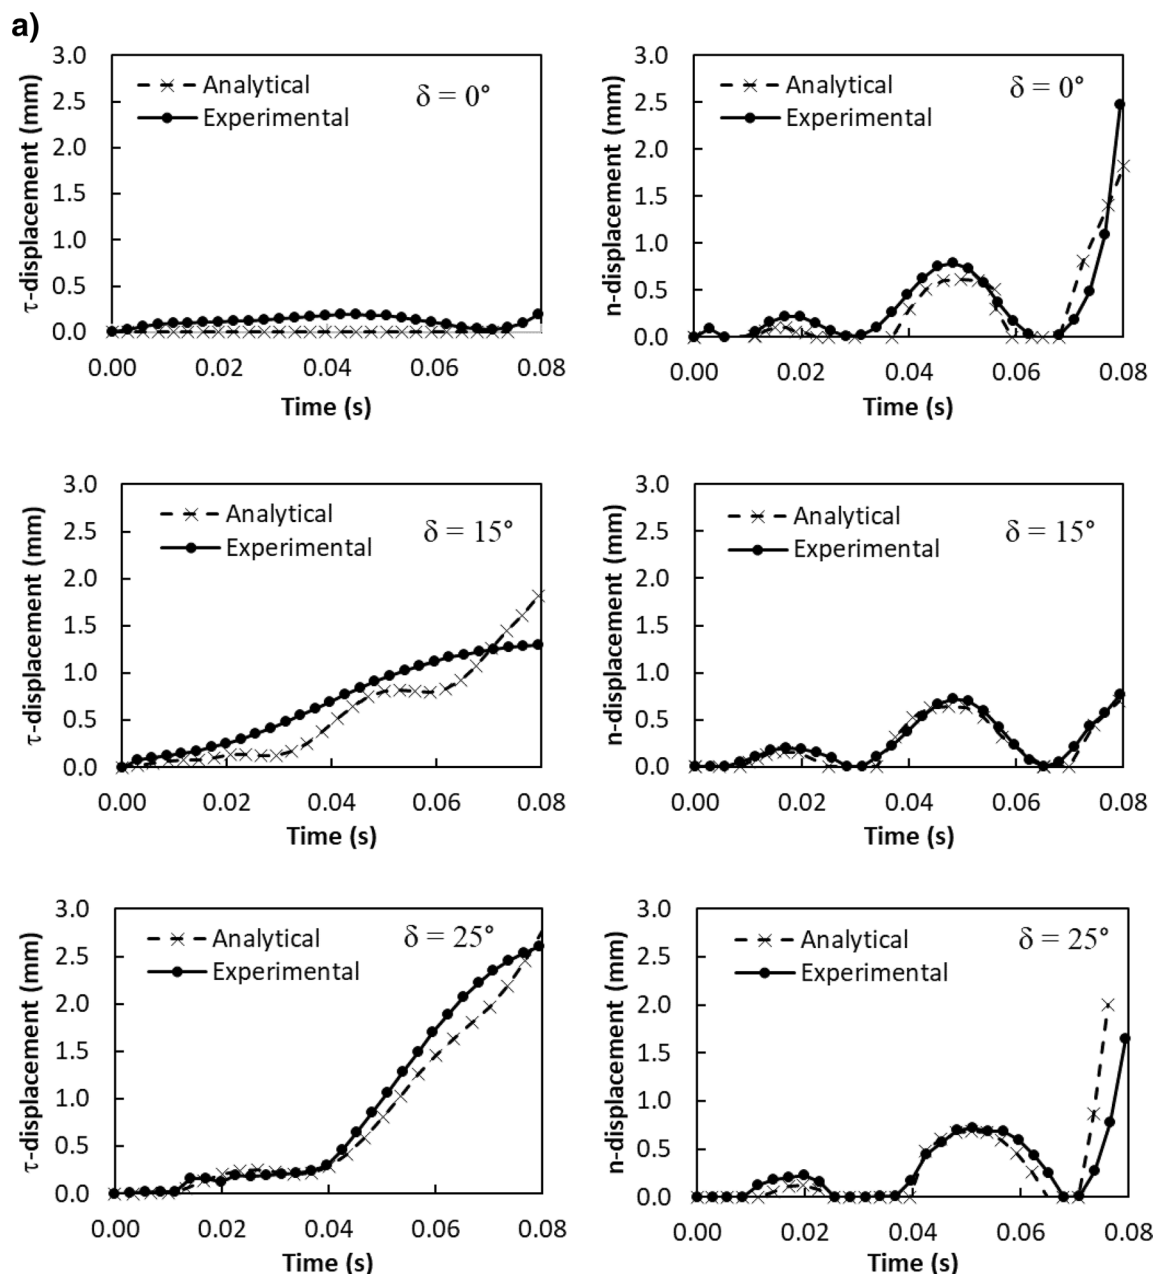 a)
τ-displacement (mm)
3.0
2.5
2.0
1.5
1.0
0.5
0.0
Analytical
Experimental
δ = 0°
0.00 0.02 0.04 0.06 0.08
Time (s)
n-displacement (mm)
3.0
2.5
2.0
1.5
1.0
0.5
0.0
Analytical
Experimental
δ = 0°
0.00 0.02 0.04 0.06 0.08
Time (s)
τ-displacement (mm)
3.0
2.5
2.0
1.5
1.0
0.5
0.0
Analytical
Experimental
δ = 15°
0.00 0.02 0.04 0.06 0.08
Time (s)
n-displacement (mm)
3.0
2.5
2.0
1.5
1.0
0.5
0.0
Analytical
Experimental
δ = 15°
0.00 0.02 0.04 0.06 0.08
Time (s)
τ-displacement (mm)
3.0
2.5
2.0
1.5
1.0
0.5
0.0
Analytical
Experimental
δ = 25°
0.00 0.02 0.04 0.06 0.08
Time (s)
n-displacement (mm)
3.0
2.5
2.0
1.5
1.0
0.5
0.0
Analytical
Experimental
δ = 25°
0.00 0.02 0.04 0.06 0.08
Time (s)